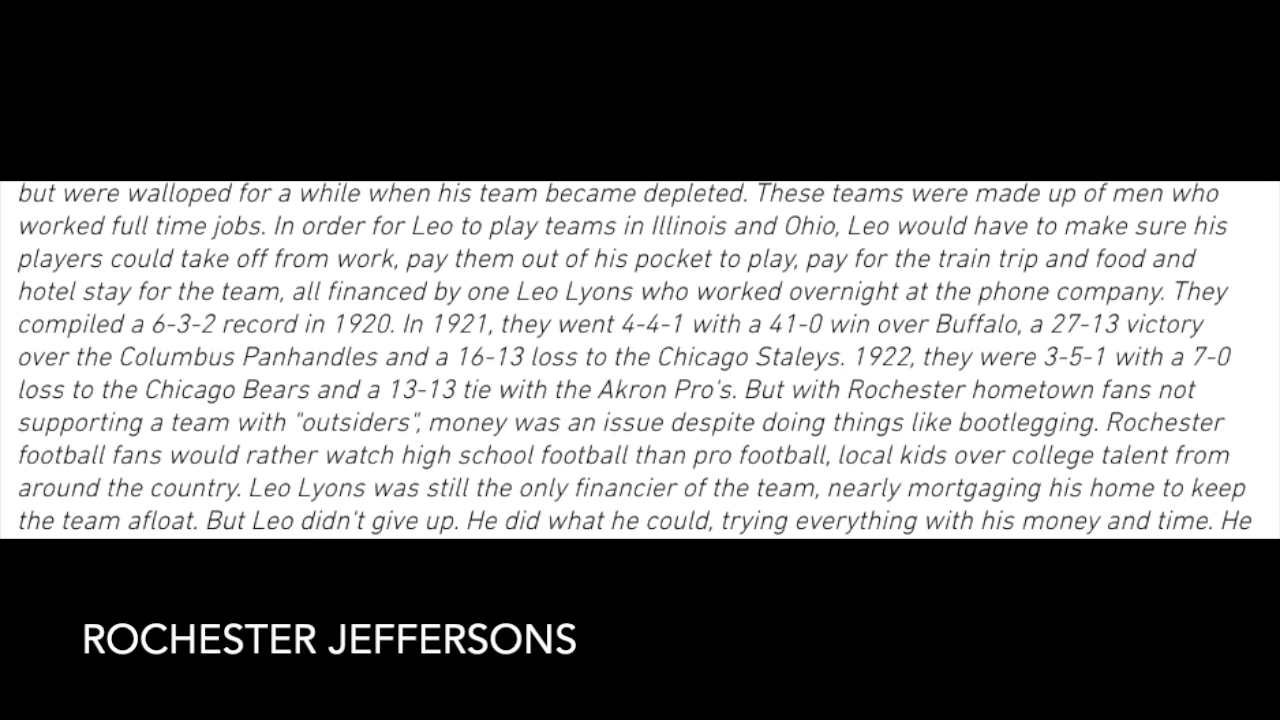 but were walloped for a while when his team became depleted. These teams were made up of men who
worked full time jobs. In order for Leo to play teams in Illinois and Ohio, Leo would have to make sure his
players could take off from work, pay them out of his pocket to play, pay for the train trip and food and
hotel stay for the team, all financed by one Leo Lyons who worked overnight at the phone company. They
compiled a 6-3-2 record in 1920. In 1921, they went 4-4-1 with a 41-0 win over Buffalo, a 27-13 victory
over the Columbus Panhandles and a 16-13 loss to the Chicago Staleys. 1922, they were 3-5-1 with a 7-0
loss to the Chicago Bears and a 13-13 tie with the Akron Pro's. But with Rochester hometown fans not
supporting a team with "outsiders", money was an issue despite doing things like bootlegging. Rochester
football fans would rather watch high school football than pro football, local kids over college talent from
around the country. Leo Lyons was still the only financier of the team, nearly mortgaging his home to keep
the team afloat. But Leo didn't give up. He did what he could, trying everything with his money and time. He
ROCHESTER JEFFERSONS